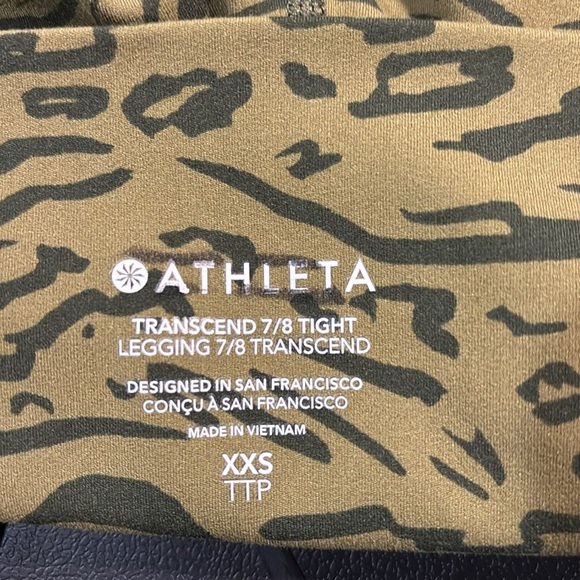 ATHLETA
TRANSCEND 7/8 TIGHT
LEGGING 7/8 TRANSCEND
DESIGNED IN SAN FRANCISCO
CONÇU À SAN FRANCISCO
MADE IN VIETNAM
XXS
TTP